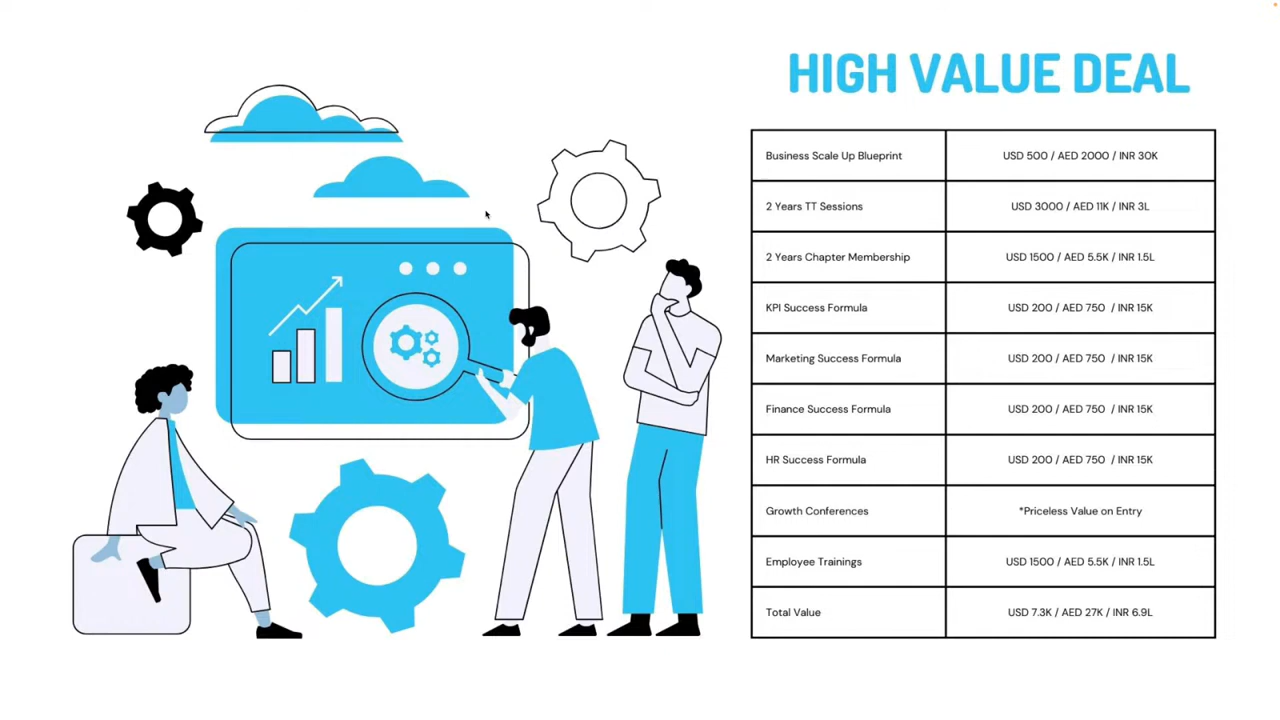 HIGH VALUE DEAL
Business Scale Up Blueprint USD 500 / AED 2000 / INR 30K
2 Years TT Sessions USD 3000 / AED 11K / INR 3L
2 Years Chapter Membership USD 1500 / AED 5.5K / INR 1.5L
KPI Success Formula USD 200 / AED 750 / INR 15K
Marketing Success Formula USD 200 / AED 750 / INR 15K
Finance Success Formula USD 200 / AED 750 / INR 15K
HR Success Formula USD 200 / AED 750 / INR 15K
Growth Conferences *Priceless Value on Entry
Employee Trainings USD 1500 / AED 5.5K / INR 1.5L
Total Value USD 7.3K / AED 27K / INR 6.9L